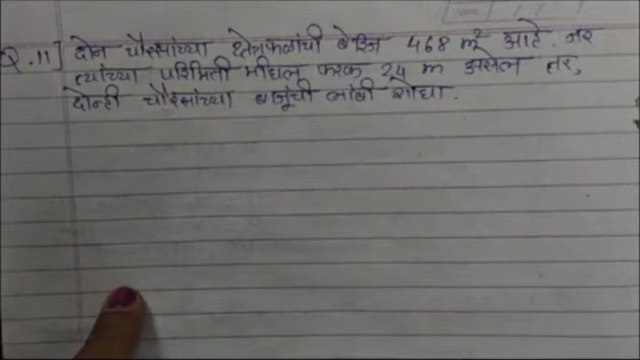 Q.11] दोन चौरसांच्या क्षेत्रफळांची बेरिज 468 m² आहे. जर
त्यांच्या परिमिती मधील फरक 24 m असेल तर,
दोन्ही चौरसांच्या बाजूंची लांबी शोधा.